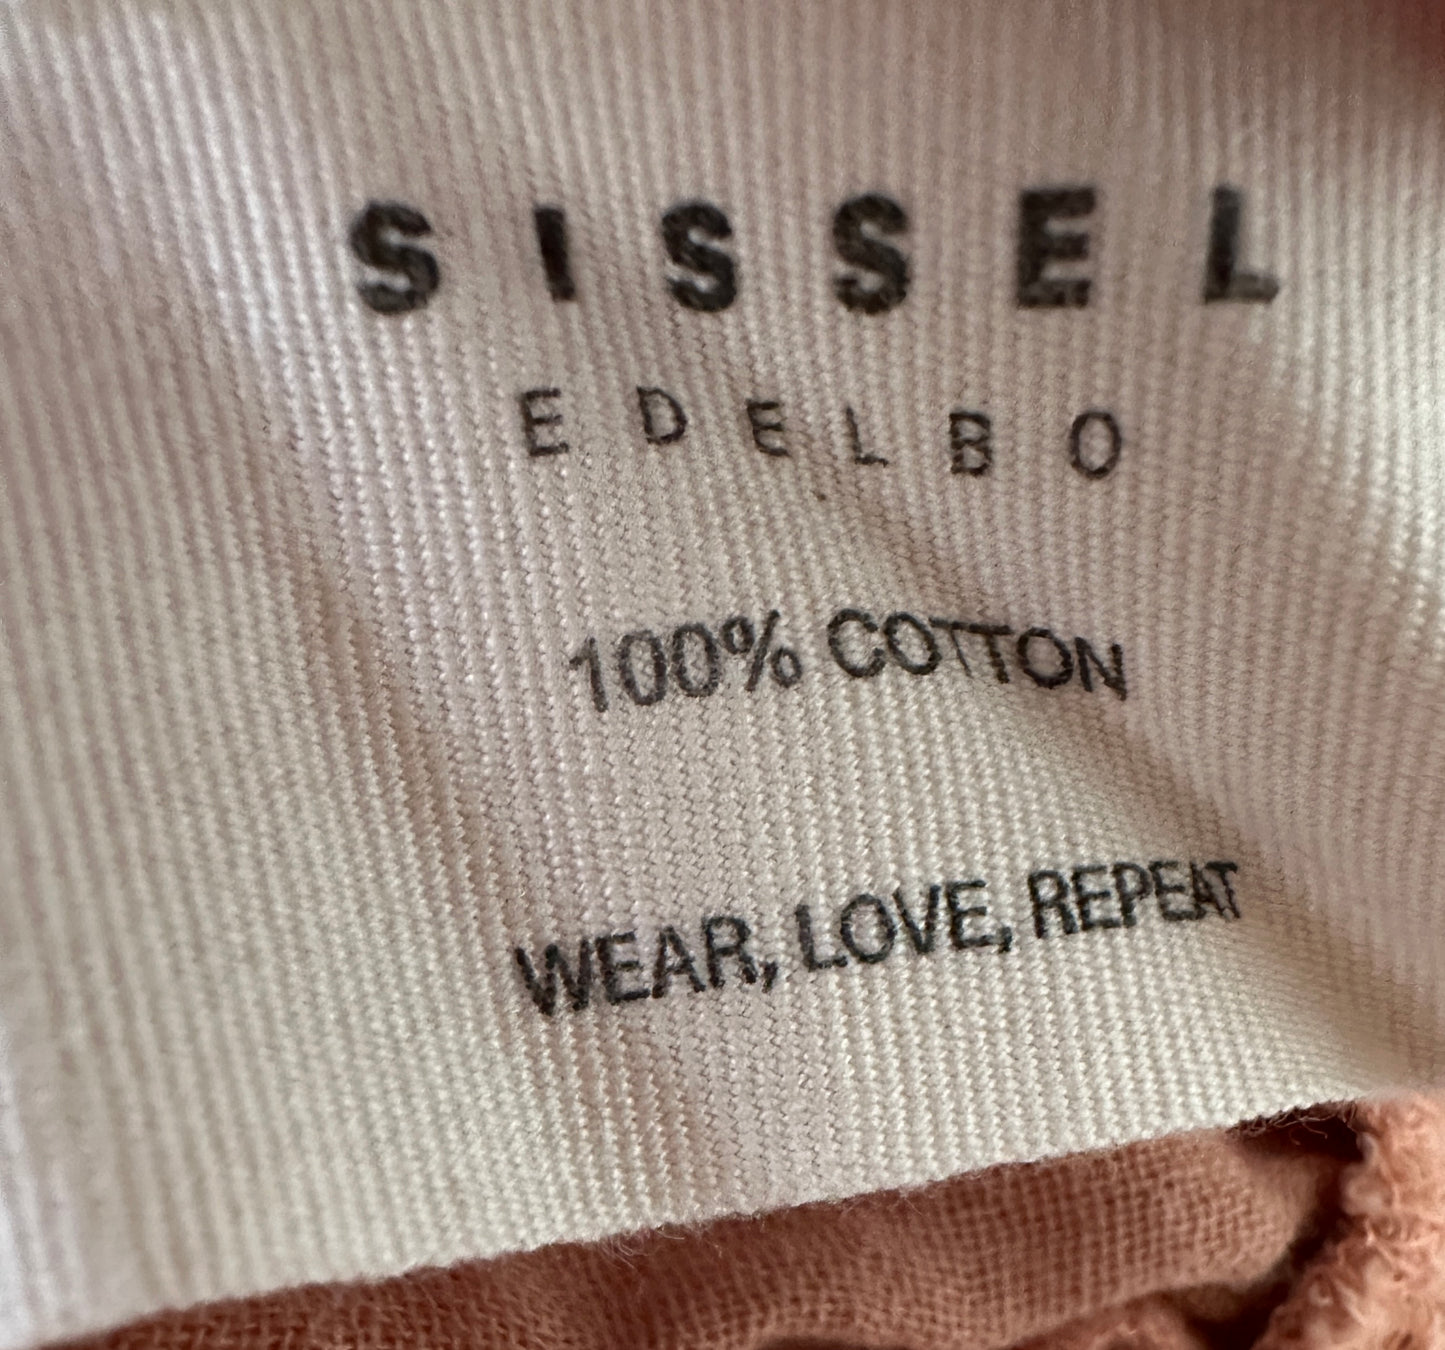 SISSEL
EDELBO
100% COTTON
WEAR, LOVE, REPEAT